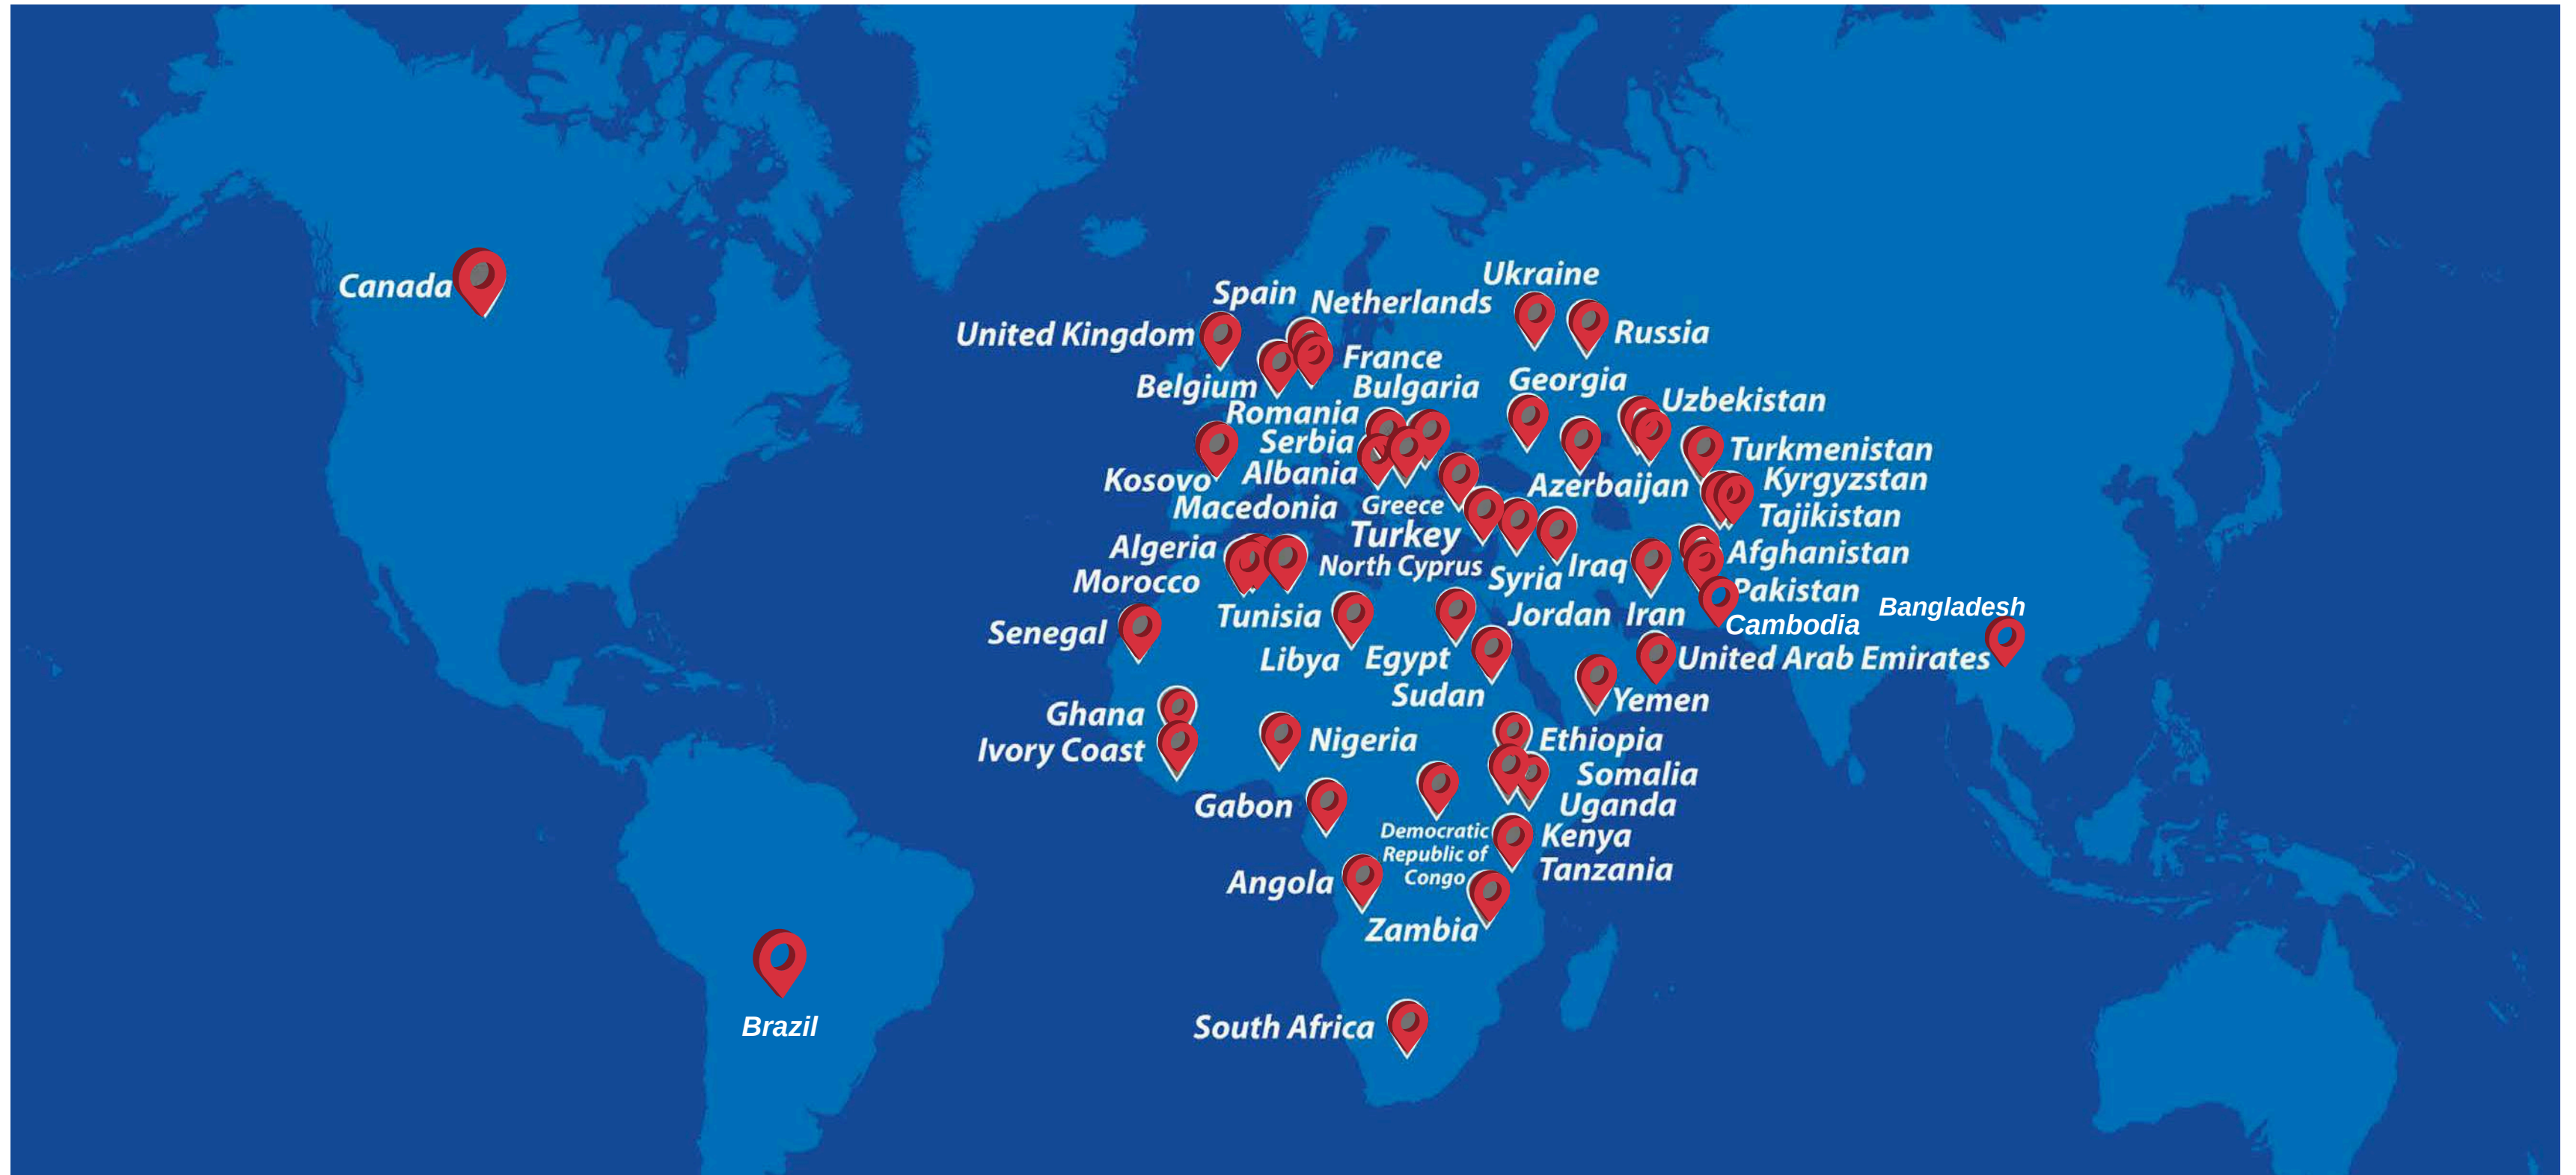 Ukraine
Canada
Spain
Netherlands
United Kingdom
Russia
France
Belgium
Bulgaria
Georgia
Uzbekistan
Romania
Serbia
Turkmenistan
Kosovo
Albania
Azerbaijan
Kyrgyzstan
Macedonia
Greece
Tajikistan
Turkey
Algeria
Afghanistan
North Cyprus
Syria
Iraq
Morocco
Pakistan
Bangladesh
Tunisia
Jordan
Iran
Cambodia
Senegal
Libya
Egypt
United Arab Emirates
Sudan
Yemen
Ghana
Nigeria
Ethiopia
Ivory Coast
Somalia
Gabon
Uganda
Democratic
Republic of
Congo
Kenya
Tanzania
Angola
Zambia
Brazil
South Africa